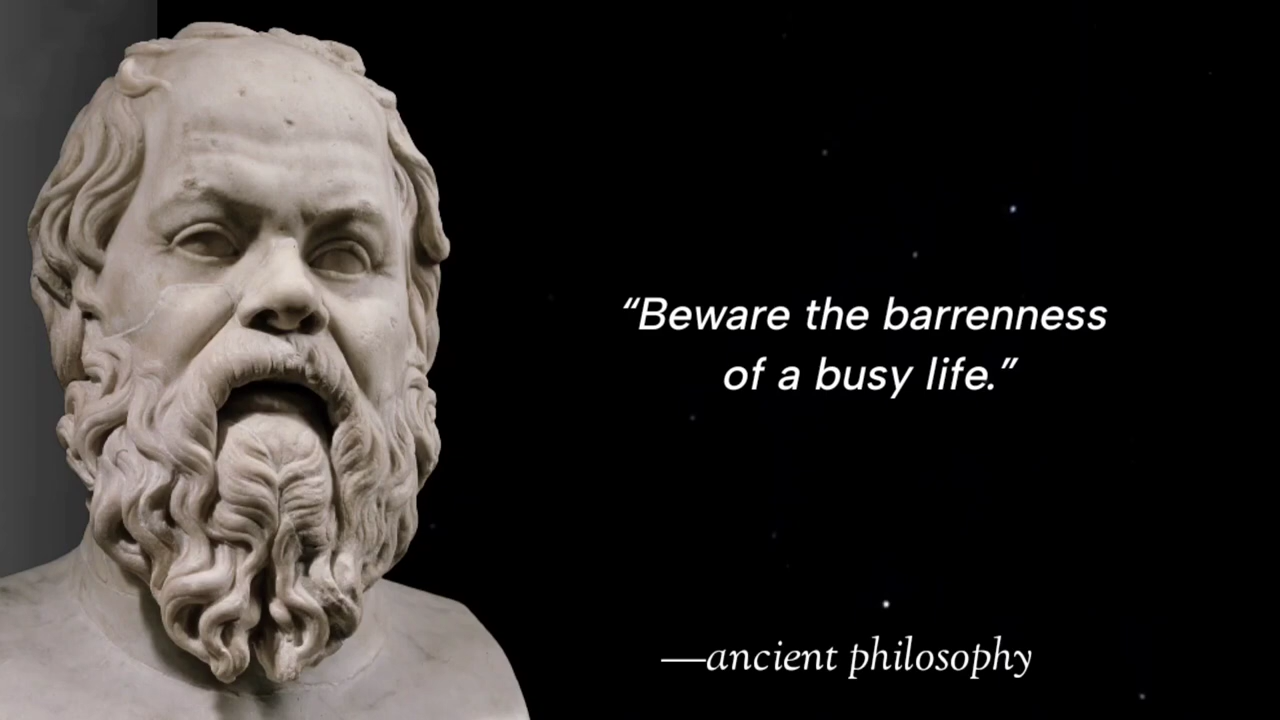 “Beware the barrenness
of a busy life.”
—ancient philosophy